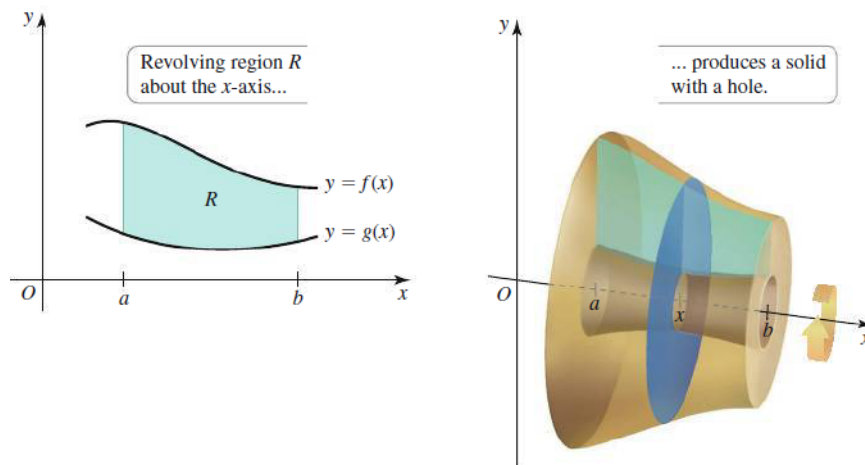 y
Revolving region R
about the x-axis...
y = f(x)
R
y = g(x)
O
a
b
x
y
... produces a solid
with a hole.
O
a
x
b
x